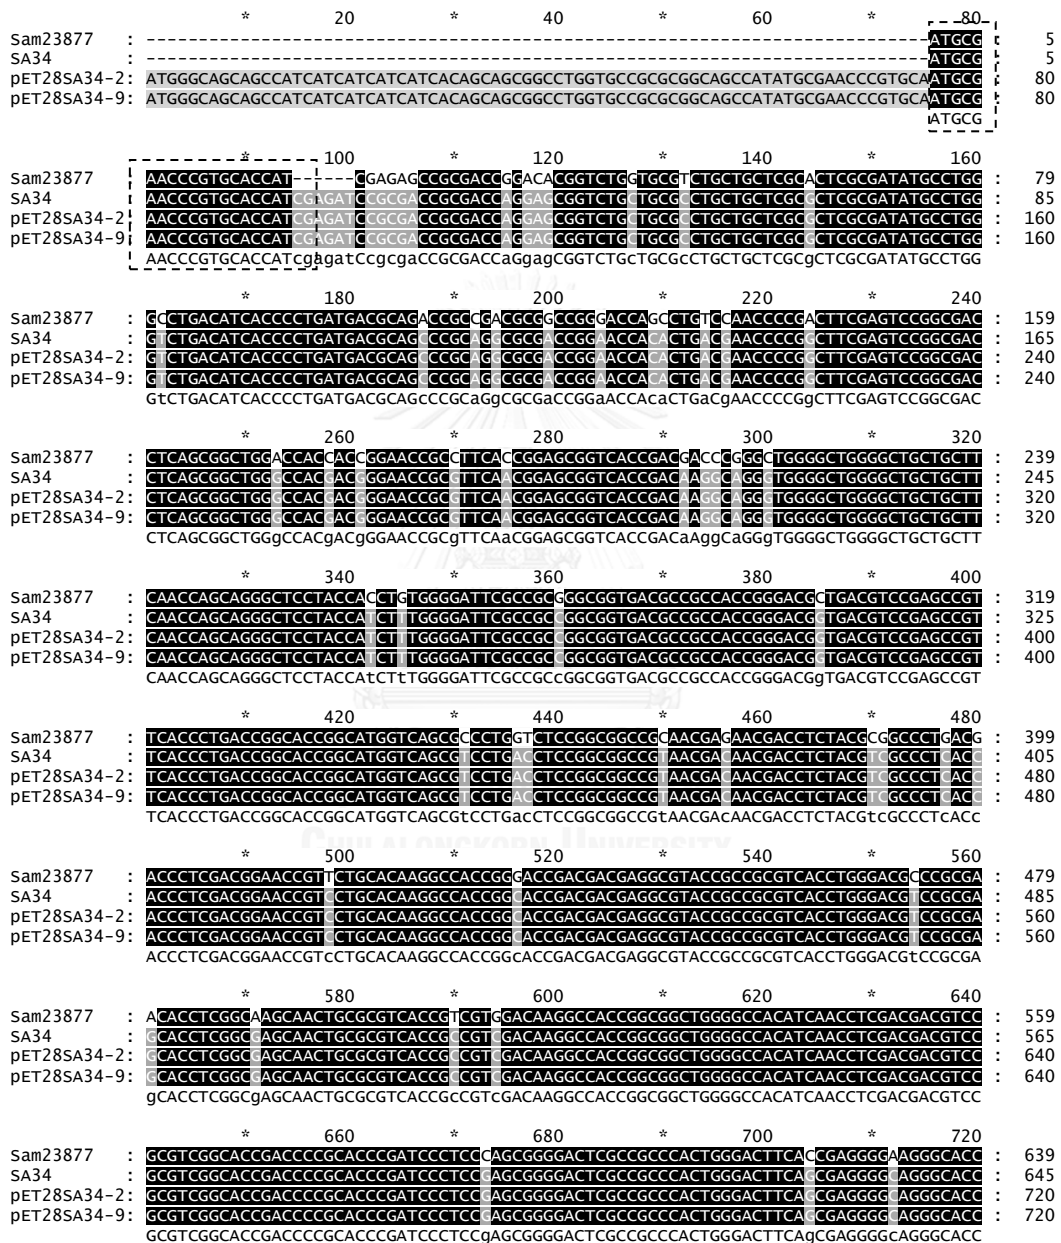 * 20 * 40 * 60 * 80
Sam23877 : ---------------------------------------------------------------------------ATGCG : 5
SA34 : ---------------------------------------------------------------------------ATGCG : 5
pET28SA34-2 : ATGGGCAGCAGCCATCATCATCATCATCACAGCAGCGGCCTGGTGCCGCGCGGCAGCCATATGCGAACCCGTGCAATGCG : 80
pET28SA34-9: ATGGGCAGCAGCCATCATCATCATCATCACAGCAGCGGCCTGGTGCCGCGCGGCAGCCATATGCGAACCCGTGCAATGCG : 80
ATGCG
* 100 * 120 * 140 * 160
Sam23877 : AACCCGTGCACCAT------CGAGAGCCGCGACCGGACACGGTCTGGTGCGTCTGCTGCTCGCACTCGCGATATGCCTGG : 79
SA34 : AACCCGTGCACCATCGAGATCCGCGACCGCGACCAGGAGCGGTCTGCTGCGCCTGCTGCTCGCGCTCGCGATATGCCTGG : 85
pET28SA34-2 : AACCCGTGCACCATCGAGATCCGCGACCGCGACCAGGAGCGGTCTGCTGCGCCTGCTGCTCGCGCTCGCGATATGCCTGG : 160
pET28SA34-9: AACCCGTGCACCATCGAGATCCGCGACCGCGACCAGGAGCGGTCTGCTGCGCCTGCTGCTCGCGCTCGCGATATGCCTGG : 160
AACCCGTGCACCATcgagatCcgcgaCCGCGACCaggagCGGTCTGcTGCGcCTGCTGCTCGCgCTCGCGATATGCCTGG
* 180 * 200 * 220 * 240
Sam23877 : GCCTGACATCACCCCTGATGACGCAGACCGCCGACGCGGCCGGGACCAGCCTGTCCAACCCCGACTTCGAGTCCGGCGAC : 159
SA34 : GTCTGACATCACCCCTGATGACGCAGCCCGCAGGCGCGACCGGAACCACACTGACGAACCCCGGCTTCGAGTCCGGCGAC : 165
pET28SA34-2 : GTCTGACATCACCCCTGATGACGCAGCCCGCAGGCGCGACCGGAACCACACTGACGAACCCCGGCTTCGAGTCCGGCGAC : 240
pET28SA34-9: GTCTGACATCACCCCTGATGACGCAGCCCGCAGGCGCGACCGGAACCACACTGACGAACCCCGGCTTCGAGTCCGGCGAC : 240
GtCTGACATCACCCCTGATGACGCAGcCCGCaGgCGCGaCCGGaACCAcaCTGaCgAACCCCGgCTTCGAGTCCGGCGAC
* 260 * 280 * 300 * 320
Sam23877 : CTCAGCGGCTGGACCACCACCGGAACCGCCTTCACCGGAGCGGTCACCGACGACCCGGGCTGGGGCTGGGGCTGCTGCTT : 239
SA34 : CTCAGCGGCTGGGCCACGACGGGAACCGCGTTCAACGGAGCGGTCACCGACAAGGCAGGGTGGGGCTGGGGCTGCTGCTT : 245
pET28SA34-2 : CTCAGCGGCTGGGCCACGACGGGAACCGCGTTCAACGGAGCGGTCACCGACAAGGCAGGGTGGGGCTGGGGCTGCTGCTT : 320
pET28SA34-9: CTCAGCGGCTGGGCCACGACGGGAACCGCGTTCAACGGAGCGGTCACCGACAAGGCAGGGTGGGGCTGGGGCTGCTGCTT : 320
CTCAGCGGCTGGgCCACgACgGGAACCGCgTTCAaCGGAGCGGTCACCGACaAggCaGGgTGGGGCTGGGGCTGCTGCTT
* 340 * 360 * 380 * 400
Sam23877 : CAACCAGCAGGGCTCCTACCACCTGTGGGGATTCGCCGCGGGCGGTGACGCCGCCACCGGGACGCTGACGTCCGAGCCGT : 319
SA34 : CAACCAGCAGGGCTCCTACCATCTTTGGGGATTCGCCGCCGGCGGTGACGCCGCCACCGGGACGGTGACGTCCGAGCCGT : 325
pET28SA34-2 : CAACCAGCAGGGCTCCTACCATCTTTGGGGATTCGCCGCCGGCGGTGACGCCGCCACCGGGACGGTGACGTCCGAGCCGT : 400
pET28SA34-9: CAACCAGCAGGGCTCCTACCATCTTTGGGGATTCGCCGCCGGCGGTGACGCCGCCACCGGGACGGTGACGTCCGAGCCGT : 400
CAACCAGCAGGGCTCCTACCAtCTtTGGGGATTCGCCGCcGGCGGTGACGCCGCCACCGGGACGgTGACGTCCGAGCCGT
* 420 * 440 * 460 * 480
Sam23877 : TCACCCTGACCGGCACCGGCATGGTCAGCGCCCTGGTCTCCGGCGGCCGCAACGAGAACGACCTCTACGCGGCCCTGACG : 399
SA34 : TCACCCTGACCGGCACCGGCATGGTCAGCGTCCTGACCTCCGGCGGCCGTAACGACAACGACCTCTACGTCGCCCTCACC : 405
pET28SA34-2 : TCACCCTGACCGGCACCGGCATGGTCAGCGTCCTGACCTCCGGCGGCCGTAACGACAACGACCTCTACGTCGCCCTCACC : 480
pET28SA34-9: TCACCCTGACCGGCACCGGCATGGTCAGCGTCCTGACCTCCGGCGGCCGTAACGACAACGACCTCTACGTCGCCCTCACC : 480
TCACCCTGACCGGCACCGGCATGGTCAGCGtCCTGacCTCCGGCGGCCGtAACGACAACGACCTCTACGtcGCCCTCACC
CHULALONGKORN UNIVERSITY
* 500 * 520 * 540 * 560
Sam23877 : ACCCTCGACGGAACCGTTCTGCACAAGGCCACCGGGACCGACGACGAGGCGTACCGCCGCGTCACCTGGGACGCCCGCGA : 479
SA34 : ACCCTCGACGGAACCGTCCTGCACAAGGCCACCGGCACCGACGACGAGGCGTACCGCCGCGTCACCTGGGACGTCCGCGA : 485
pET28SA34-2 : ACCCTCGACGGAACCGTCCTGCACAAGGCCACCGGCACCGACGACGAGGCGTACCGCCGCGTCACCTGGGACGTCCGCGA : 560
pET28SA34-9: ACCCTCGACGGAACCGTCCTGCACAAGGCCACCGGCACCGACGACGAGGCGTACCGCCGCGTCACCTGGGACGTCCGCGA : 560
ACCCTCGACGGAACCGTcCTGCACAAGGCCACCGGcACCGACGACGAGGCGTACCGCCGCGTCACCTGGGACGtCCGCGA
* 580 * 600 * 620 * 640
Sam23877 : ACACCTCGGCAAGCAACTGCGCGTCACCGTCGTGGACAAGGCCACCGGCGGCTGGGGCCACATCAACCTCGACGACGTCC : 559
SA34 : GCACCTCGGCGAGCAACTGCGCGTCACCGCCGTCGACAAGGCCACCGGCGGCTGGGGCCACATCAACCTCGACGACGTCC : 565
pET28SA34-2 : GCACCTCGGCGAGCAACTGCGCGTCACCGCCGTCGACAAGGCCACCGGCGGCTGGGGCCACATCAACCTCGACGACGTCC : 640
pET28SA34-9: GCACCTCGGCGAGCAACTGCGCGTCACCGCCGTCGACAAGGCCACCGGCGGCTGGGGCCACATCAACCTCGACGACGTCC : 640
gCACCTCGGCgAGCAACTGCGCGTCACCGcCGTcGACAAGGCCACCGGCGGCTGGGGCCACATCAACCTCGACGACGTCC
* 660 * 680 * 700 * 720
Sam23877 : GCGTCGGCACCGACCCCGCACCCGATCCCTCCCAGCGGGGACTCGCCGCCCACTGGGACTTCACCGAGGGGAAGGGCACC : 639
SA34 : GCGTCGGCACCGACCCCGCACCCGATCCCTCCGAGCGGGGACTCGCCGCCCACTGGGACTTCAGCGAGGGGCAGGGCACC : 645
pET28SA34-2 : GCGTCGGCACCGACCCCGCACCCGATCCCTCCGAGCGGGGACTCGCCGCCCACTGGGACTTCAGCGAGGGGCAGGGCACC : 720
pET28SA34-9: GCGTCGGCACCGACCCCGCACCCGATCCCTCCGAGCGGGGACTCGCCGCCCACTGGGACTTCAGCGAGGGGCAGGGCACC : 720
GCGTCGGCACCGACCCCGCACCCGATCCCTCCgAGCGGGGACTCGCCGCCCACTGGGACTTCAgCGAGGGGcAGGGCACC